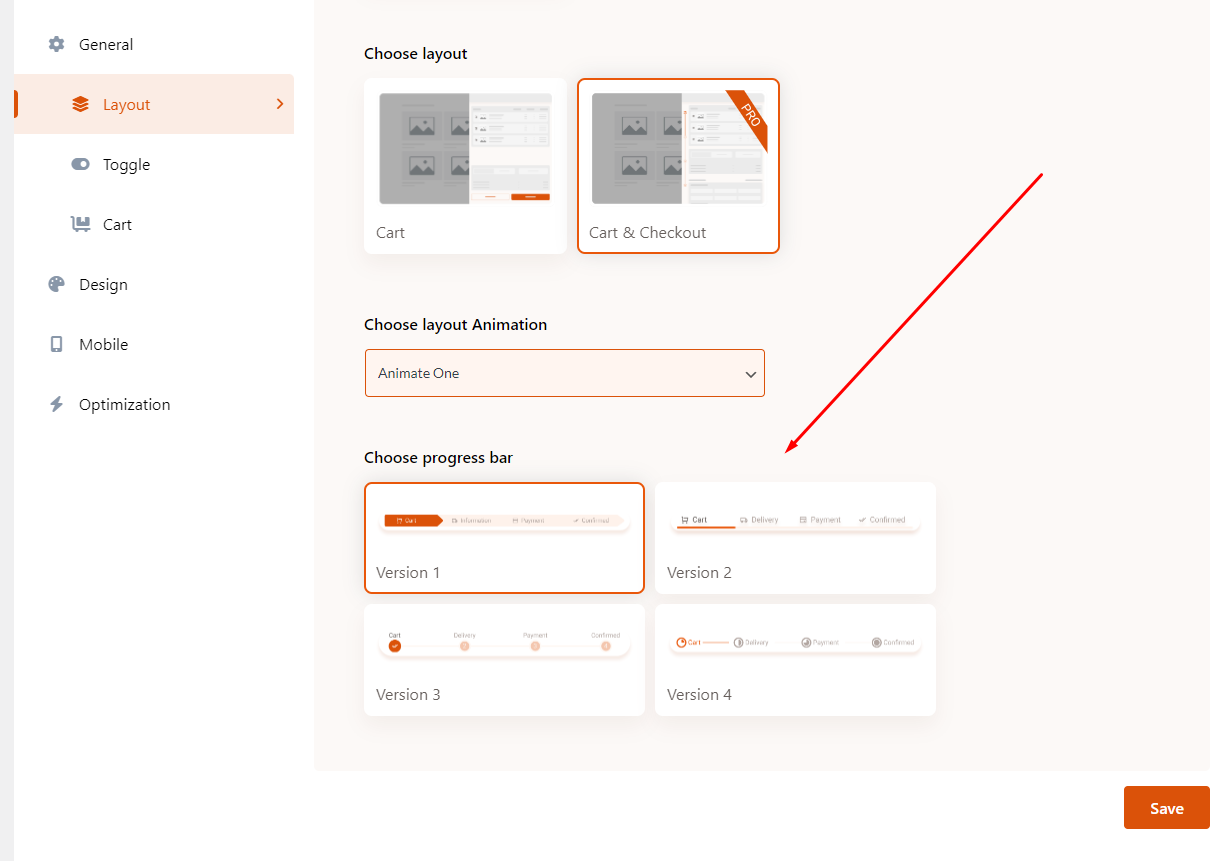 General
Layout
Toggle
Cart
Design
Mobile
Optimization
Choose layout
PRO
Cart
Cart & Checkout
Choose layout Animation
Animate One
Choose progress bar
Cart Information Payment Confirmed
Version 1
Cart Delivery Payment Confirmed
Version 2
Cart Delivery Payment Confirmed
Version 3
Cart Delivery Payment Confirmed
Version 4
Save